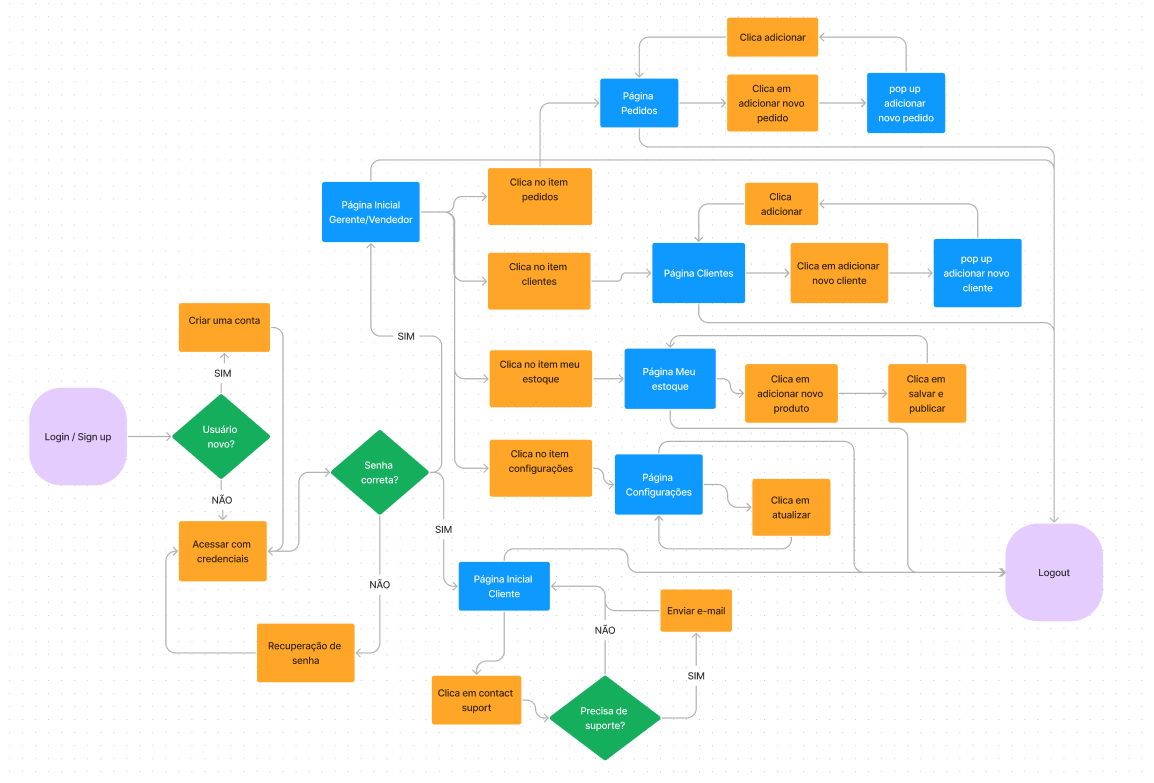 Clica adicionar
Página
Pedidos
Clica em
adicionar novo
pedido
pop up
adicionar
novo pedido
Clica no item
pedidos
Página Inicial
Gerente/Vendedor
Clica
adicionar
Clica no item
clientes
Página Clientes
Clica em adicionar
novo cliente
pop up
adicionar novo
cliente
Criar uma conta
SIM
SIM
Clica no item meu
estoque
Página Meu
estoque
Clica em
adicionar novo
produto
Clica em
salvar e
publicar
Login / Sign up
Usuário
novo?
NÃO
Senha
correta?
Clica no item
configurações
Página
Configurações
Clica em
atualizar
Acessar com
credenciais
SIM
NÃO
Página Inicial
Cliente
Logout
Enviar e-mail
NÃO
Recuperação de
senha
SIM
Clica em contact
suport
Precisa de
suporte?